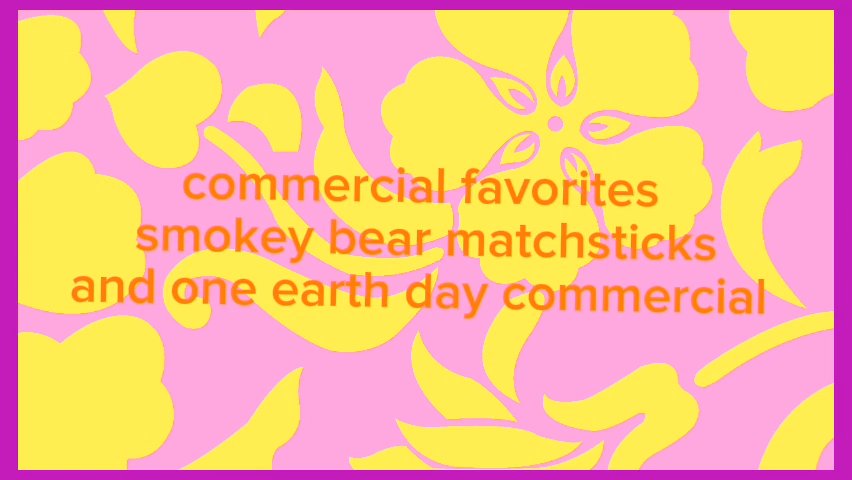 commercial favorites
smokey bear matchsticks
and one earth day commercial